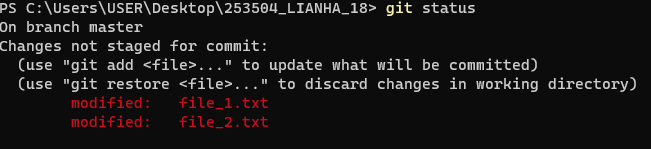 PS C:\Users\USER\Desktop\253504_LIANHA_18> git status
On branch master
Changes not staged for commit:
  (use "git add <file>..." to update what will be committed)
  (use "git restore <file>..." to discard changes in working directory)
        modified:   file_1.txt
        modified:   file_2.txt